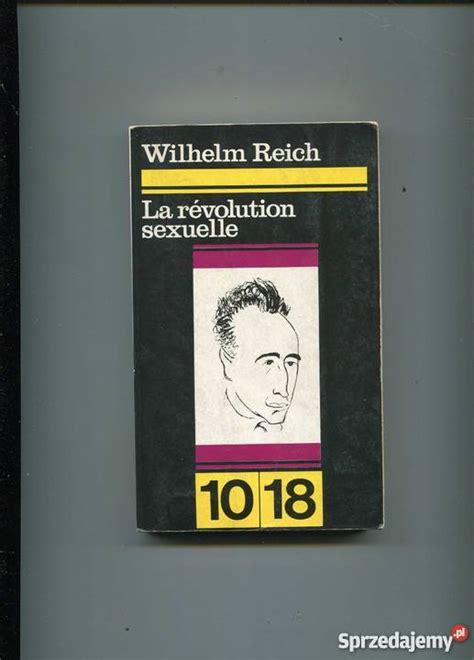 Wilhelm Reich
La révolution
sexuelle
10 18
Sprzedajemy.pl